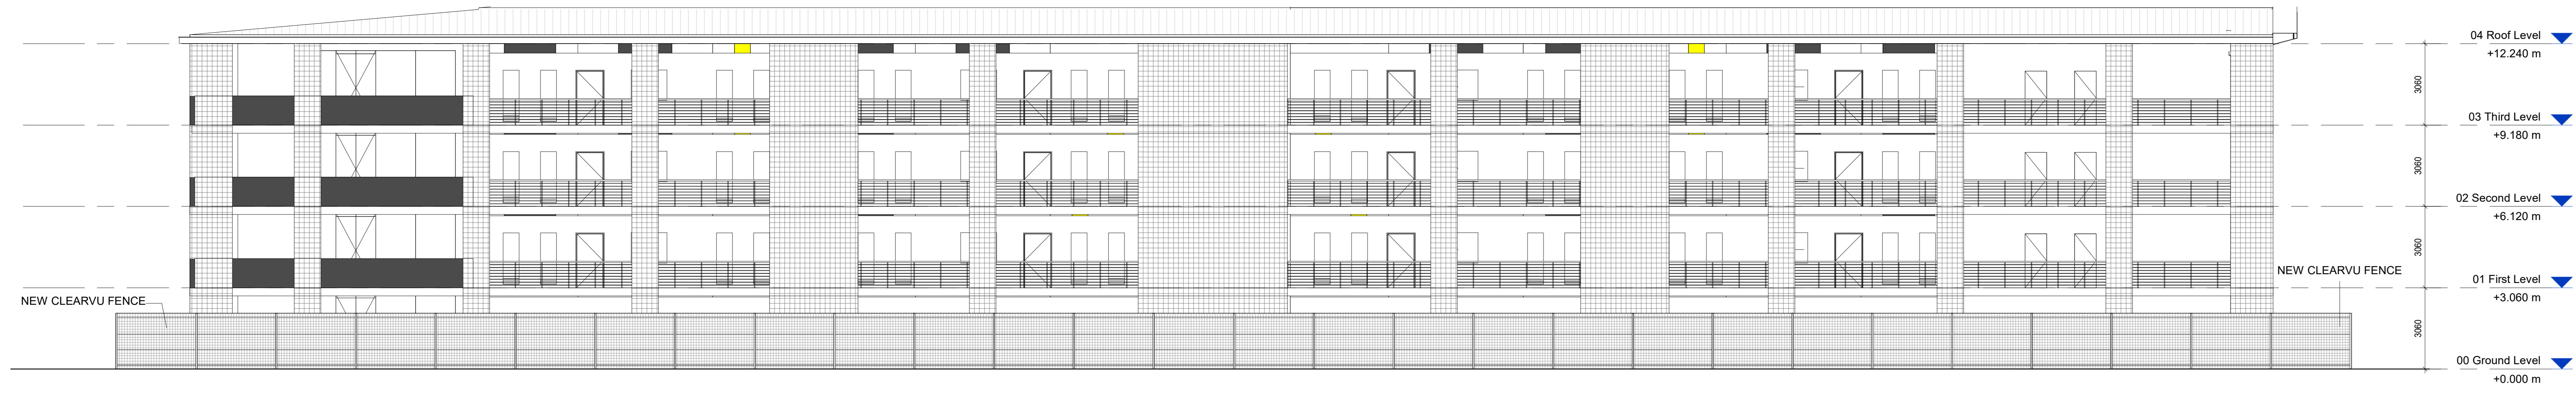 04 Roof Level
+12.240 m
3060
03 Third Level
+9.180 m
3060
02 Second Level
+6.120 m
3060
NEW CLEARVU FENCE
01 First Level
+3.060 m
NEW CLEARVU FENCE
3060
00 Ground Level
+0.000 m